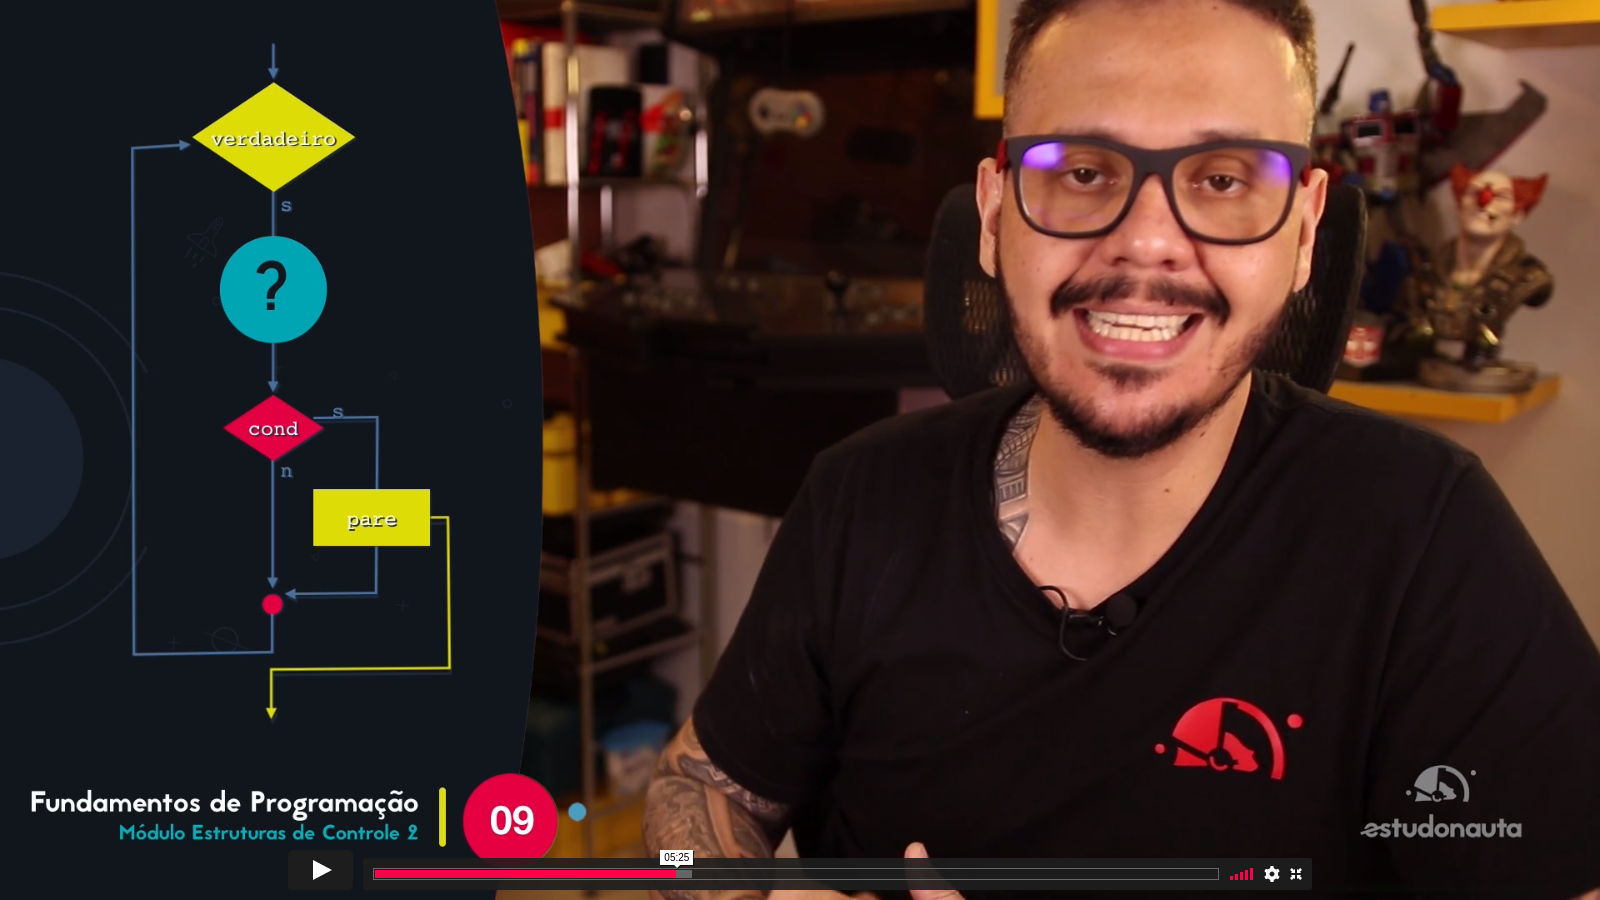 verdadeiro
s
?
cond
s
n
pare
Fundamentos de Programação
Módulo Estruturas de Controle 2
09
05:25
estudonauta